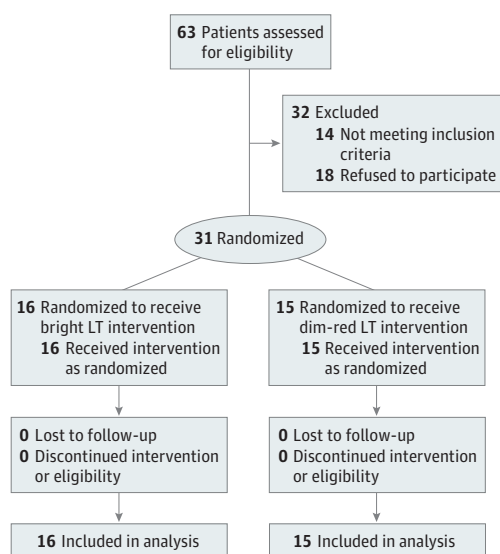 63 Patients assessed
for eligibility
32 Excluded
14 Not meeting inclusion
criteria
18 Refused to participate
31 Randomized
16 Randomized to receive
bright LT intervention
16 Received intervention
as randomized
15 Randomized to receive
dim-red LT intervention
15 Received intervention
as randomized
0 Lost to follow-up
0 Discontinued intervention
or eligibility
0 Lost to follow-up
0 Discontinued intervention
or eligibility
16 Included in analysis
15 Included in analysis